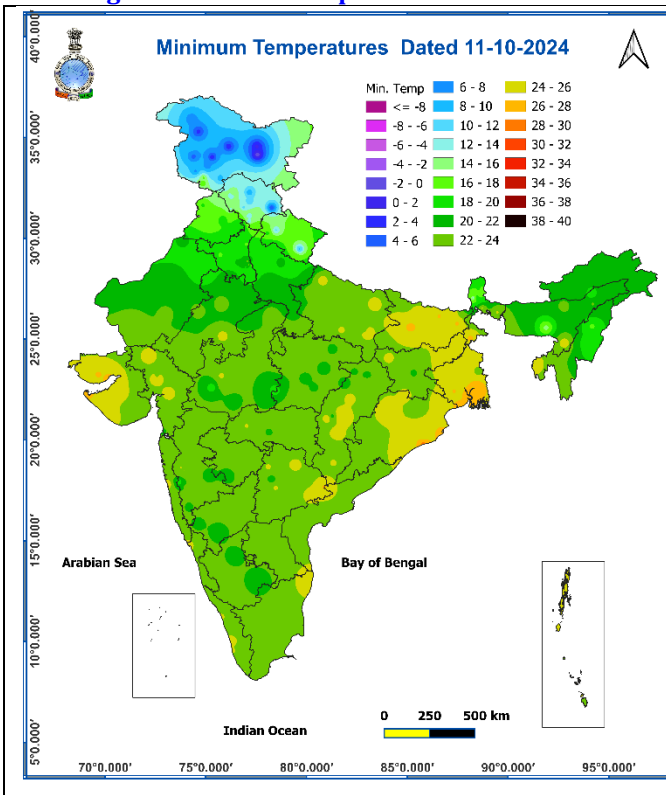 Minimum Temperatures Dated 11-10-2024
Min. Temp
<= -8
-8 - -6
-6 - -4
-4 - -2
-2 - 0
0 - 2
2 - 4
4 - 6
6 - 8
8 - 10
10 - 12
12 - 14
14 - 16
16 - 18
18 - 20
20 - 22
22 - 24
24 - 26
26 - 28
28 - 30
30 - 32
32 - 34
34 - 36
36 - 38
38 - 40
40°0.000'
35°0.000'
30°0.000'
25°0.000'
20°0.000'
15°0.000'
10°0.000'
5°0.000'
Arabian Sea
Bay of Bengal
Indian Ocean
0 250 500 km
70°0.000' 75°0.000' 80°0.000' 85°0.000' 90°0.000' 95°0.000'